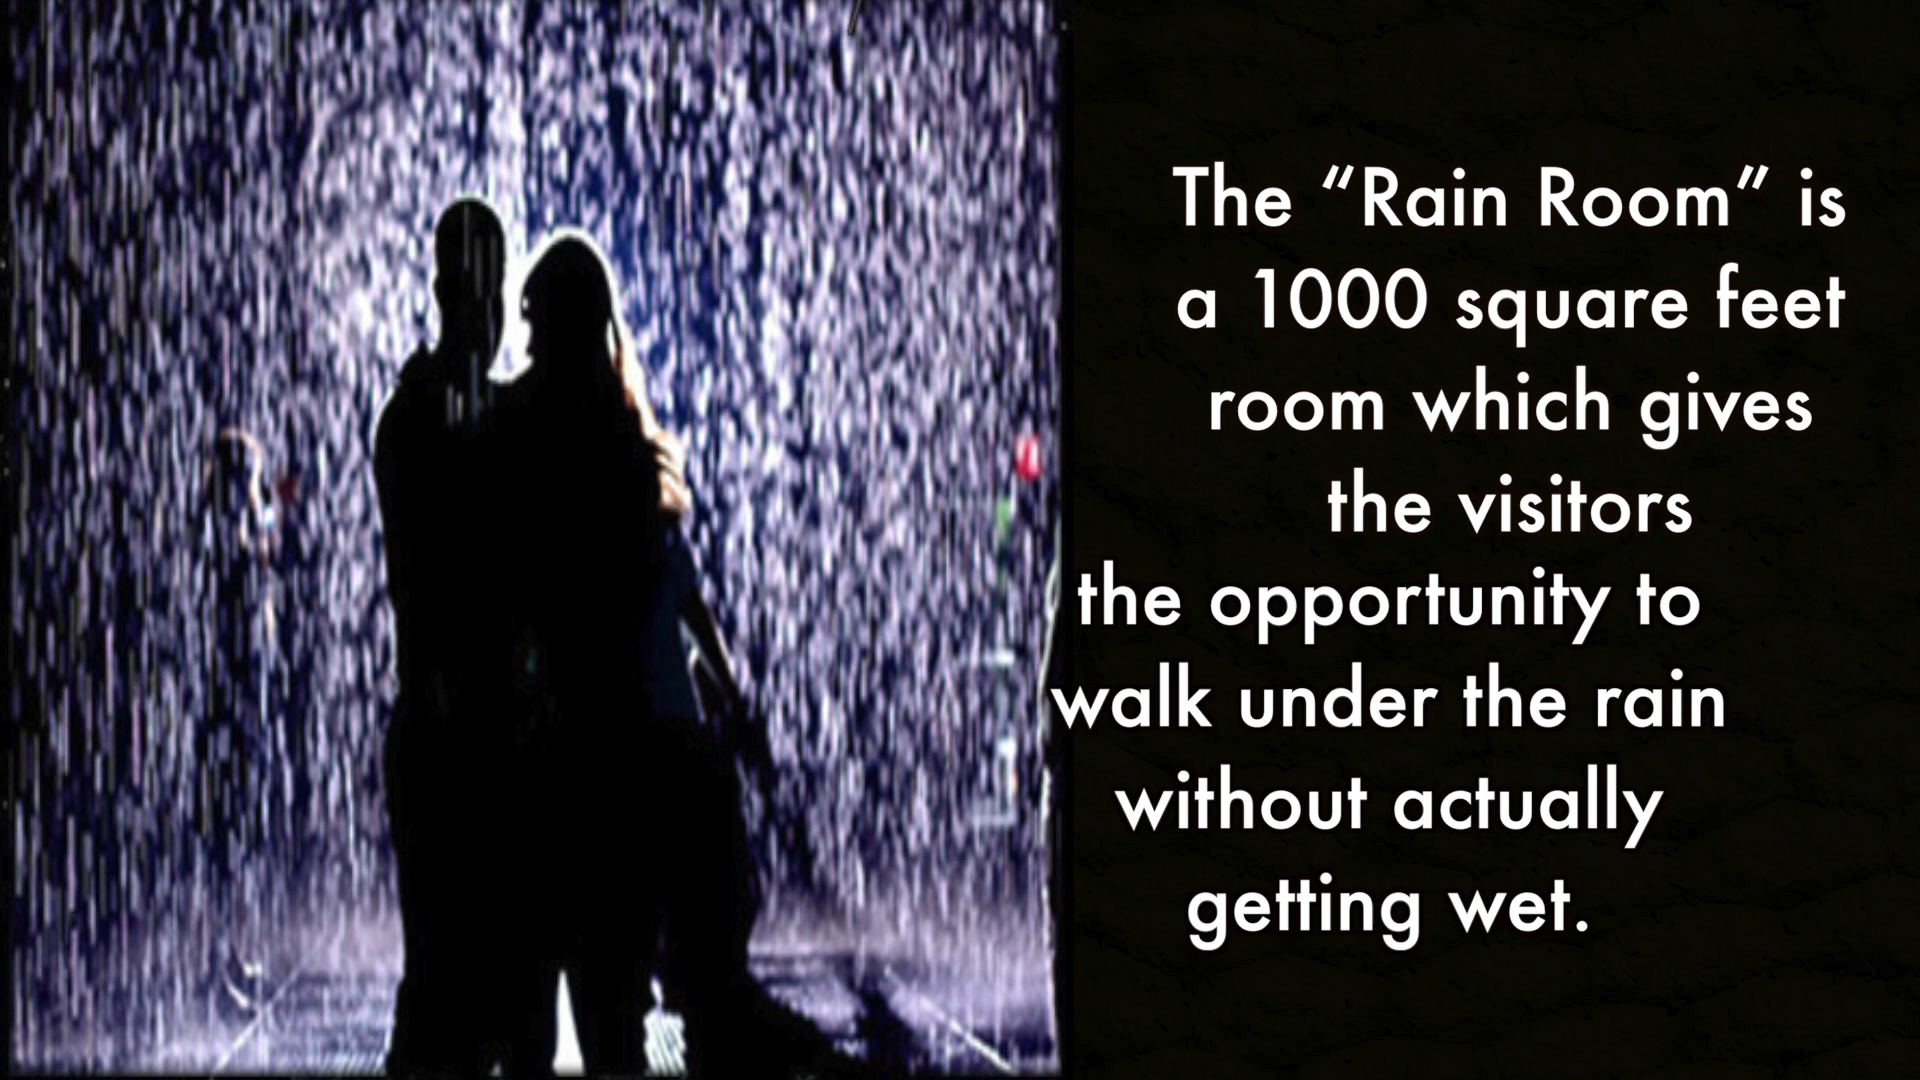 The “Rain Room” is
a 1000 square feet
room which gives
the visitors
the opportunity to
walk under the rain
without actually
getting wet.